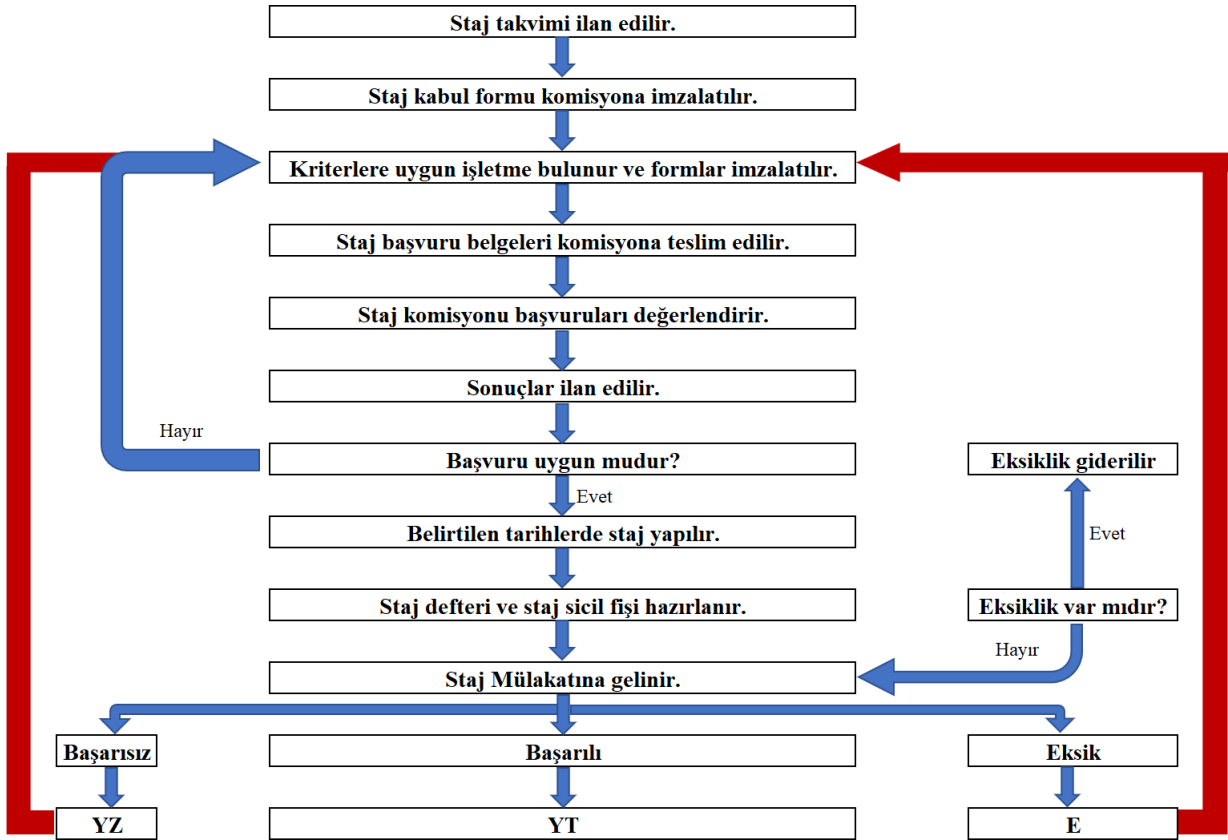 Staj takvimi ilan edilir.
Staj kabul formu komisyona imzalatılır.
Kriterlere uygun işletme bulunur ve formlar imzalatılır.
Staj başvuru belgeleri komisyona teslim edilir.
Staj komisyonu başvuruları değerlendirir.
Sonuçlar ilan edilir.
Hayır
Başvuru uygun mudur?
Eksiklik giderilir
Evet
Evet
Belirtilen tarihlerde staj yapılır.
Staj defteri ve staj sicil fişi hazırlanır.
Eksiklik var mıdır?
Hayır
Staj Mülakatına gelinir.
Başarısız
Başarılı
Eksik
YZ
YT
E